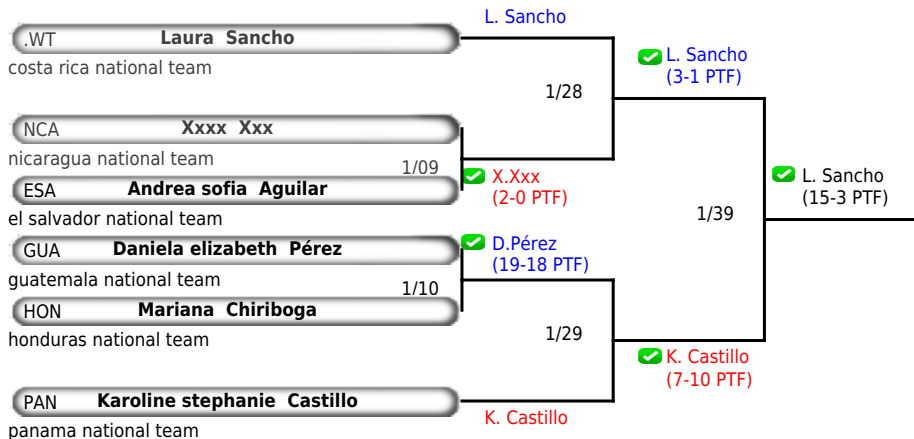 L. Sancho
.WT Laura Sancho
costa rica national team
L. Sancho
(3-1 PTF)
1/28
NCA Xxxx Xxx
nicaragua national team
1/09
X.Xxx
(2-0 PTF)
ESA Andrea sofia Aguilar
el salvador national team
L. Sancho
(15-3 PTF)
1/39
GUA Daniela elizabeth Pérez
guatemala national team
D.Pérez
(19-18 PTF)
1/10
HON Mariana Chiriboga
honduras national team
1/29
K. Castillo
(7-10 PTF)
PAN Karoline stephanie Castillo
panama national team
K. Castillo